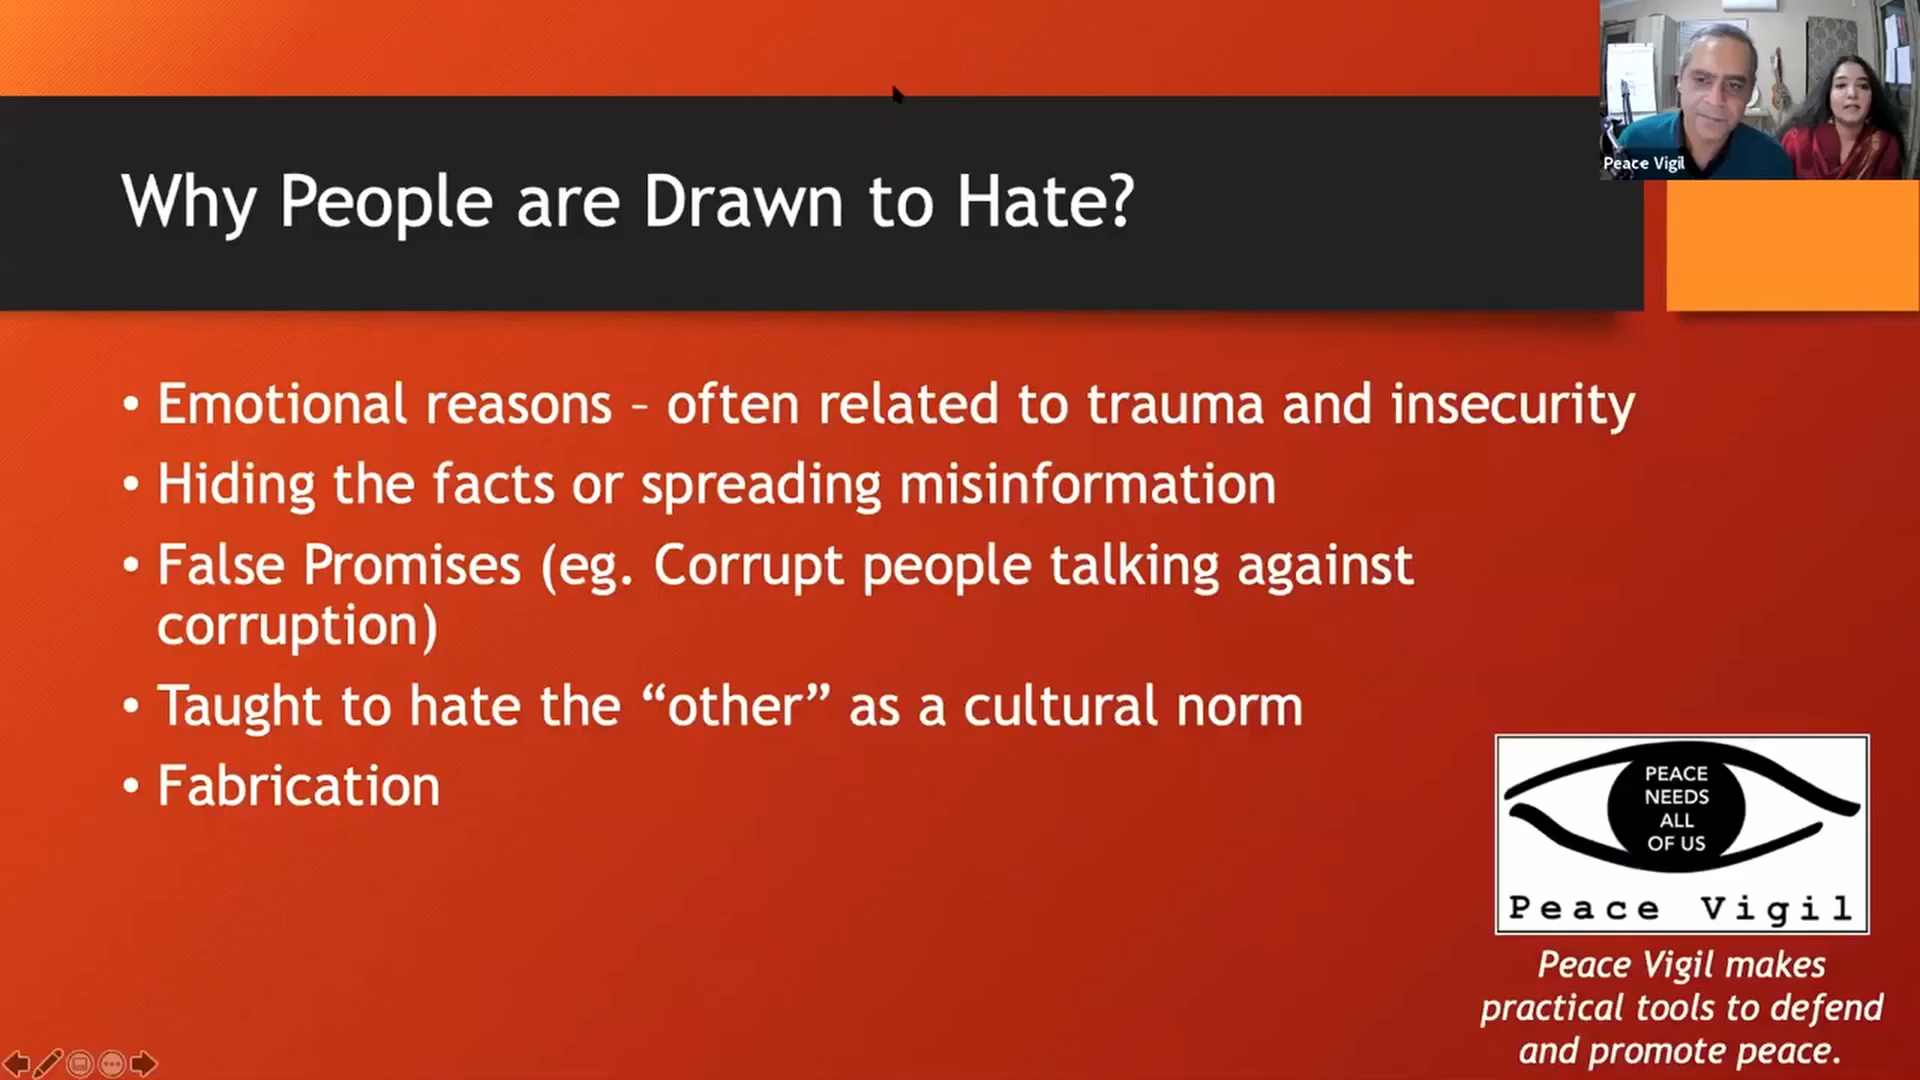 Peace Vigil
Why People are Drawn to Hate?
• Emotional reasons – often related to trauma and insecurity
• Hiding the facts or spreading misinformation
• False Promises (eg. Corrupt people talking against
corruption)
• Taught to hate the “other” as a cultural norm
• Fabrication
PEACE
NEEDS
ALL
OF US
Peace Vigil
Peace Vigil makes
practical tools to defend
and promote peace.